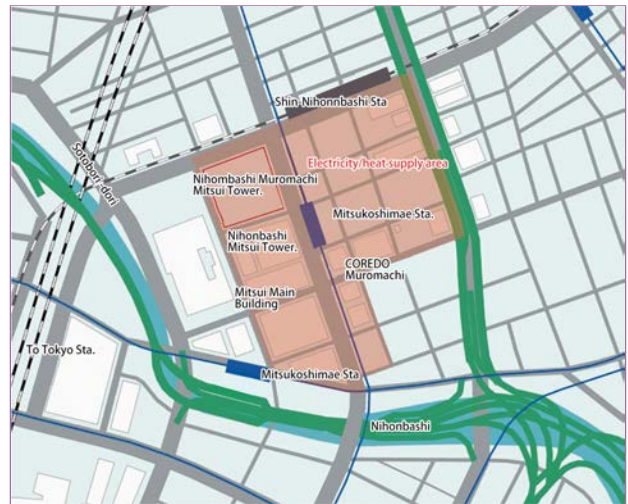 Shin-Nihonnbashi Sta
Sotobori-dori
Electricity/heat-supply area
Nihombashi Muromachi
Mitsui Tower.
Mitsukoshimae Sta.
Nihonbashi
Mitsui Tower.
COREDO
Muromachi
Mitsui Main
Building
To Tokyo Sta.
Mitsukoshimae Sta
Nihonbashi